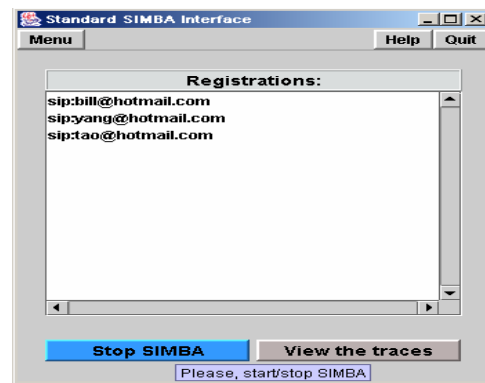 Standard SIMBA Interface
Menu Help Quit
Registrations:
sip:bill@hotmail.com
sip:yang@hotmail.com
sip:tao@hotmail.com
Stop SIMBA View the traces
Please, start/stop SIMBA